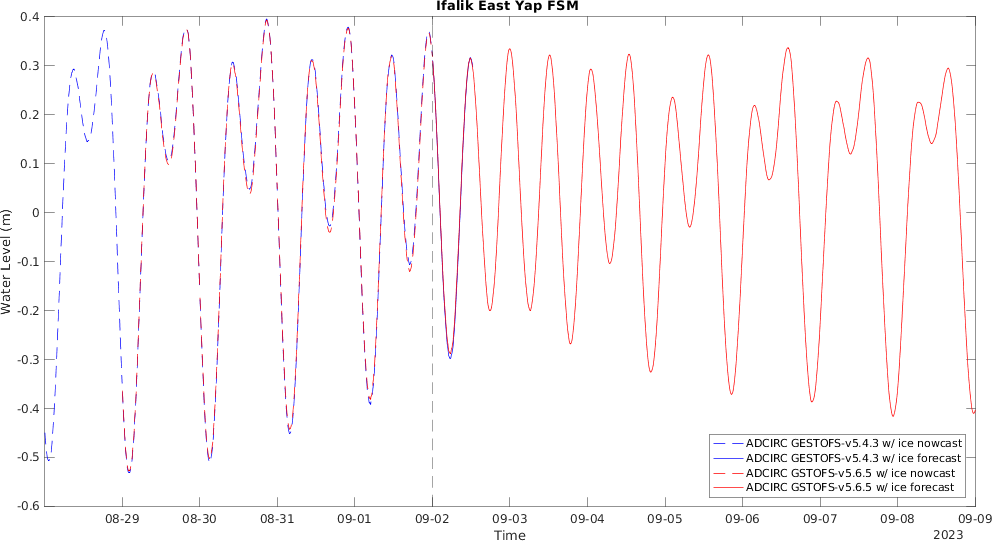 Ifalik East Yap FSM
0.4
0.3
0.2
0.1
0
-0.1
-0.2
-0.3
-0.4
-0.5
-0.6
Water Level (m)
ADCIRC GESTOFS-v5.4.3 w/ ice nowcast
ADCIRC GESTOFS-v5.4.3 w/ ice forecast
ADCIRC GSTOFS-v5.6.5 w/ ice nowcast
ADCIRC GSTOFS-v5.6.5 w/ ice forecast
08-29 08-30 08-31 09-01 09-02 09-03 09-04 09-05 09-06 09-07 09-08 09-09
Time
2023